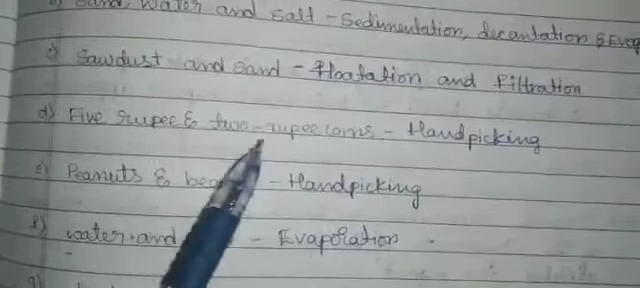 b) Sand, water and salt - Sedimentation, decantation & Evap
c) Sawdust and sand - Floatation and Filtration
d) Five rupee & two-rupee coins - Handpicking
e) Peanuts & - Handpicking
f) Water and - Evaporation